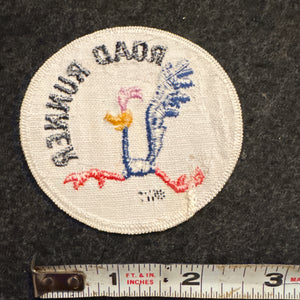 ROAD RUNNER
FT. & IN.
INCHES
1 2 3